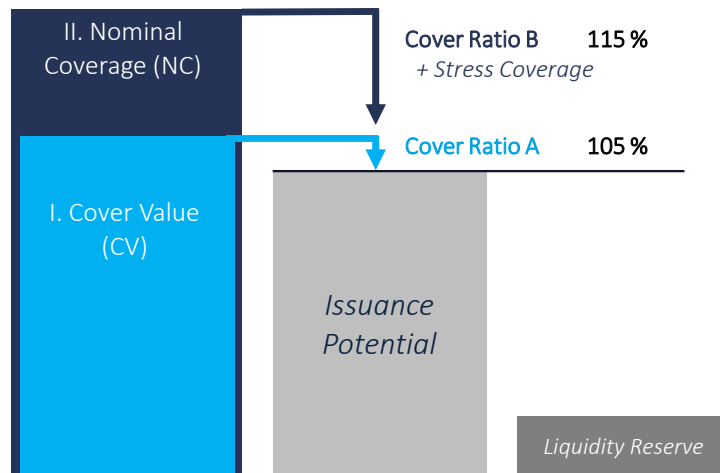 II. Nominal
Coverage (NC)
Cover Ratio B 115 %
+ Stress Coverage
Cover Ratio A 105 %
I. Cover Value
(CV)
Issuance
Potential
Liquidity Reserve